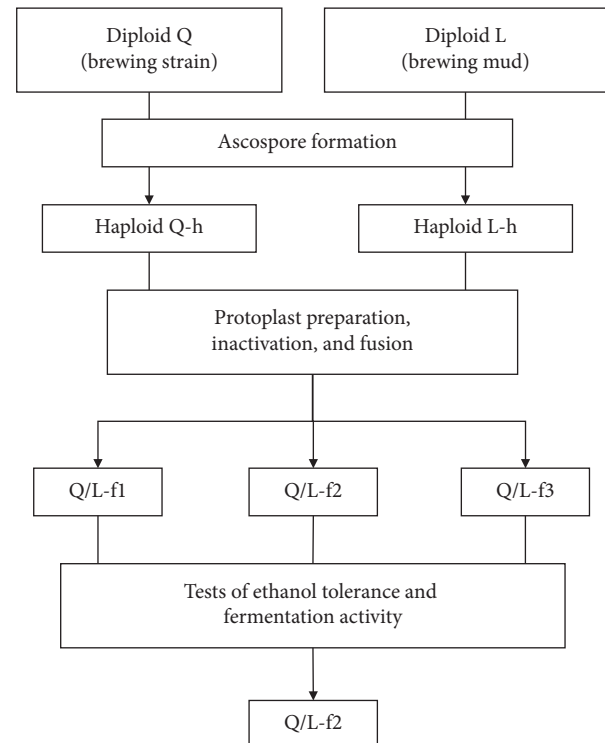 Diploid Q
(brewing strain)
Diploid L
(brewing mud)
Ascospore formation
Haploid Q-h
Haploid L-h
Protoplast preparation,
inactivation, and fusion
Q/L-f1
Q/L-f2
Q/L-f3
Tests of ethanol tolerance and
fermentation activity
Q/L-f2